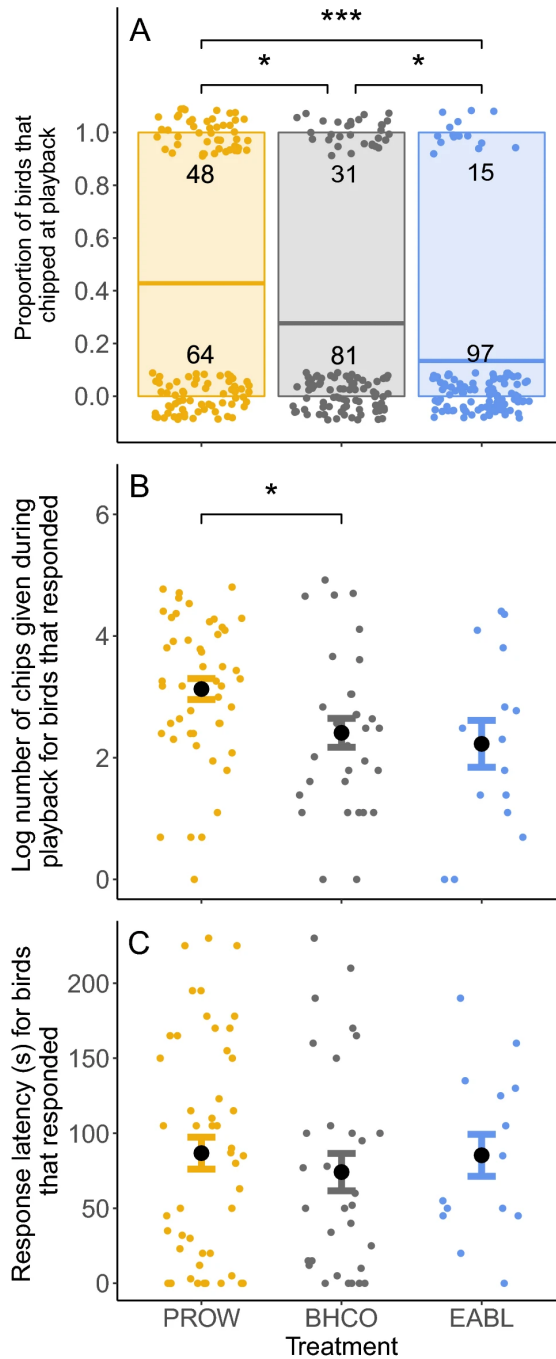 A
***
* *
Proportion of birds that
chipped at playback
1.0
0.8
0.6
0.4
0.2
0.0
48 31 15
64 81 97
B
*
Log number of chips given during
playback for birds that responded
6
4
2
0
C
Response latency (s) for birds
that responded
200
150
100
50
0
PROW BHCO EABL
Treatment